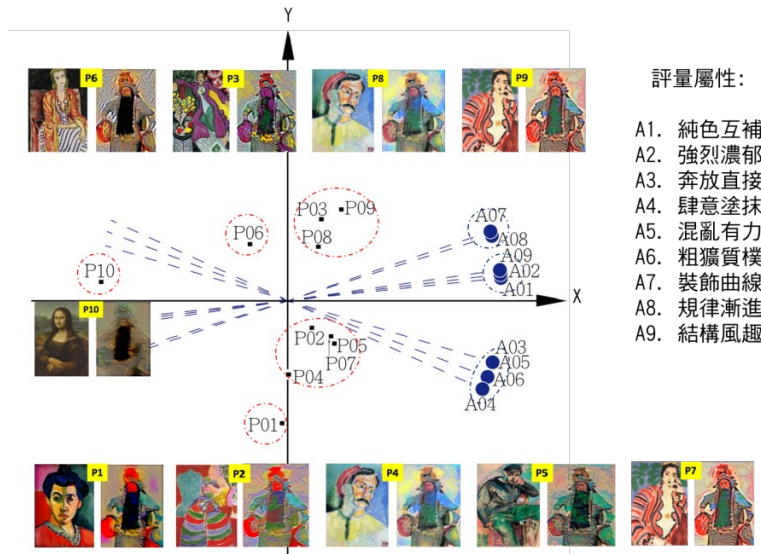 Y
P6
P3
P8
P9
評量屬性:
A1. 純色互補
A2. 強烈濃郁
A3. 奔放直接
A4. 肆意塗抹
A5. 混亂有力
A6. 粗獷質樸
A7. 裝飾曲線
A8. 規律漸進
A9. 結構風趣
P03
P09
P06
P08
A07
A08
P10
A09
A02
A01
X
P10
P02
P05
P07
P04
A03
A05
A06
A04
P01
P1
P2
P4
P5
P7